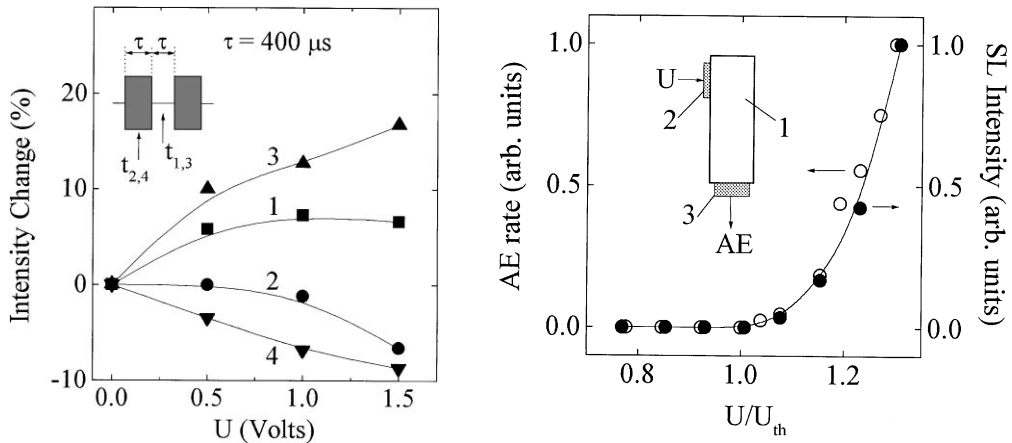 τ τ
τ = 400 μs
t2,4
t1,3
3
1
2
4
20
10
0
-10
Intensity Change (%)
0.0 0.5 1.0 1.5
U (Volts)
1.0
0.5
0.0
AE rate (arb. units)
U
2
1
3
AE
1.0
0.5
0.0
SL Intensity (arb. units)
0.8 1.0 1.2
U/Uth